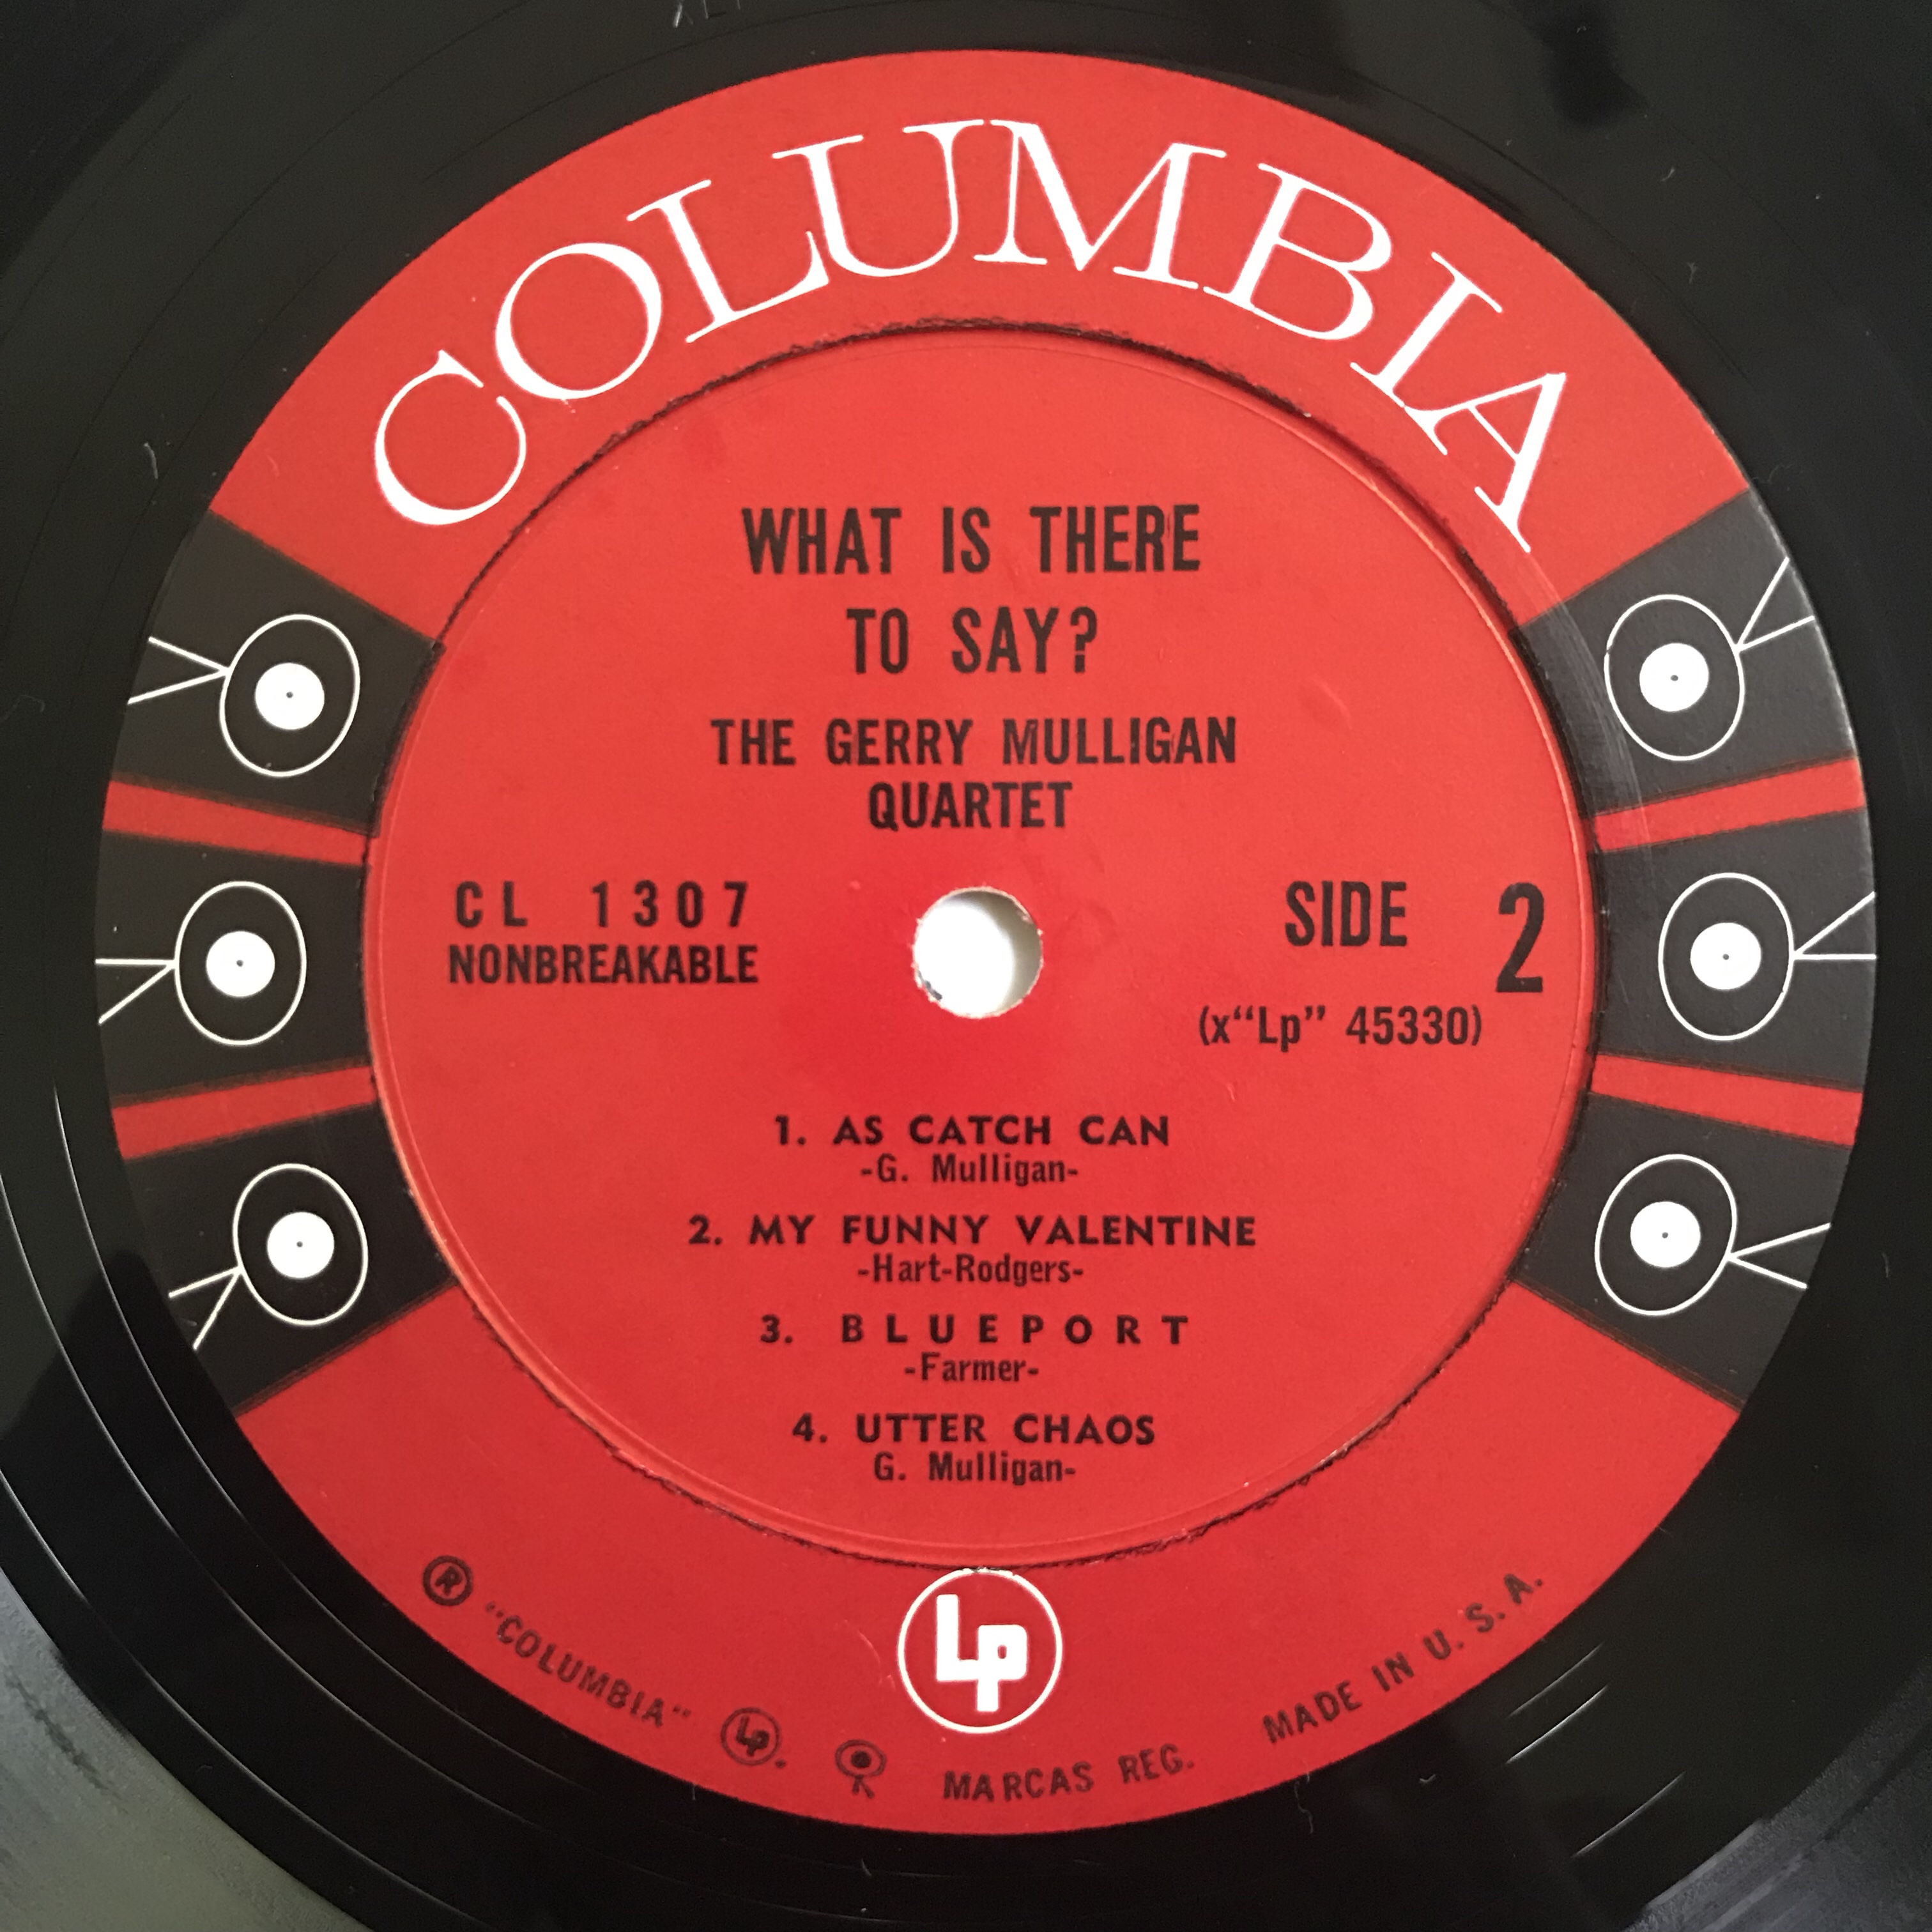 COLUMBIA
WHAT IS THERE
TO SAY?
THE GERRY MULLIGAN
QUARTET
CL 1307
NONBREAKABLE
SIDE 2
(x“Lp” 45330)
1. AS CATCH CAN
-G. Mulligan-
2. MY FUNNY VALENTINE
-Hart-Rodgers-
3. BLUEPORT
-Farmer-
4. UTTER CHAOS
G. Mulligan-
Lp
® "COLUMBIA" Lp. MARCAS REG. MADE IN U.S.A.